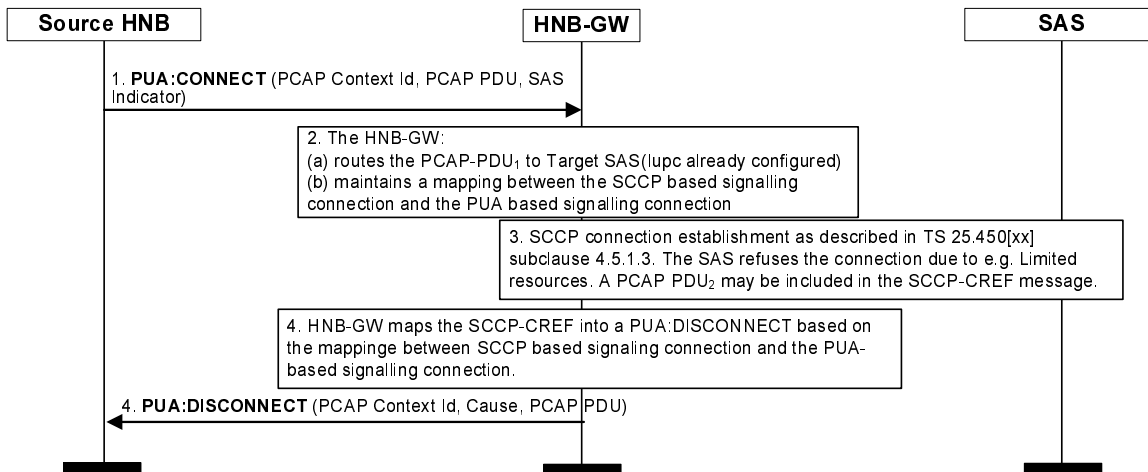 Source HNB
HNB-GW
SAS
1. PUA:CONNECT (PCAP Context Id, PCAP PDU, SAS
Indicator)
2. The HNB-GW:
(a) routes the PCAP-PDU₁ to Target SAS(Iupc already configured)
(b) maintains a mapping between the SCCP based signalling
connection and the PUA based signalling connection
3. SCCP connection establishment as described in TS 25.450[xx]
subclause 4.5.1.3. The SAS refuses the connection due to e.g. Limited
resources. A PCAP PDU₂ may be included in the SCCP-CREF message.
4. HNB-GW maps the SCCP-CREF into a PUA:DISCONNECT based on
the mappinge between SCCP based signaling connection and the PUA-
based signalling connection.
4. PUA:DISCONNECT (PCAP Context Id, Cause, PCAP PDU)